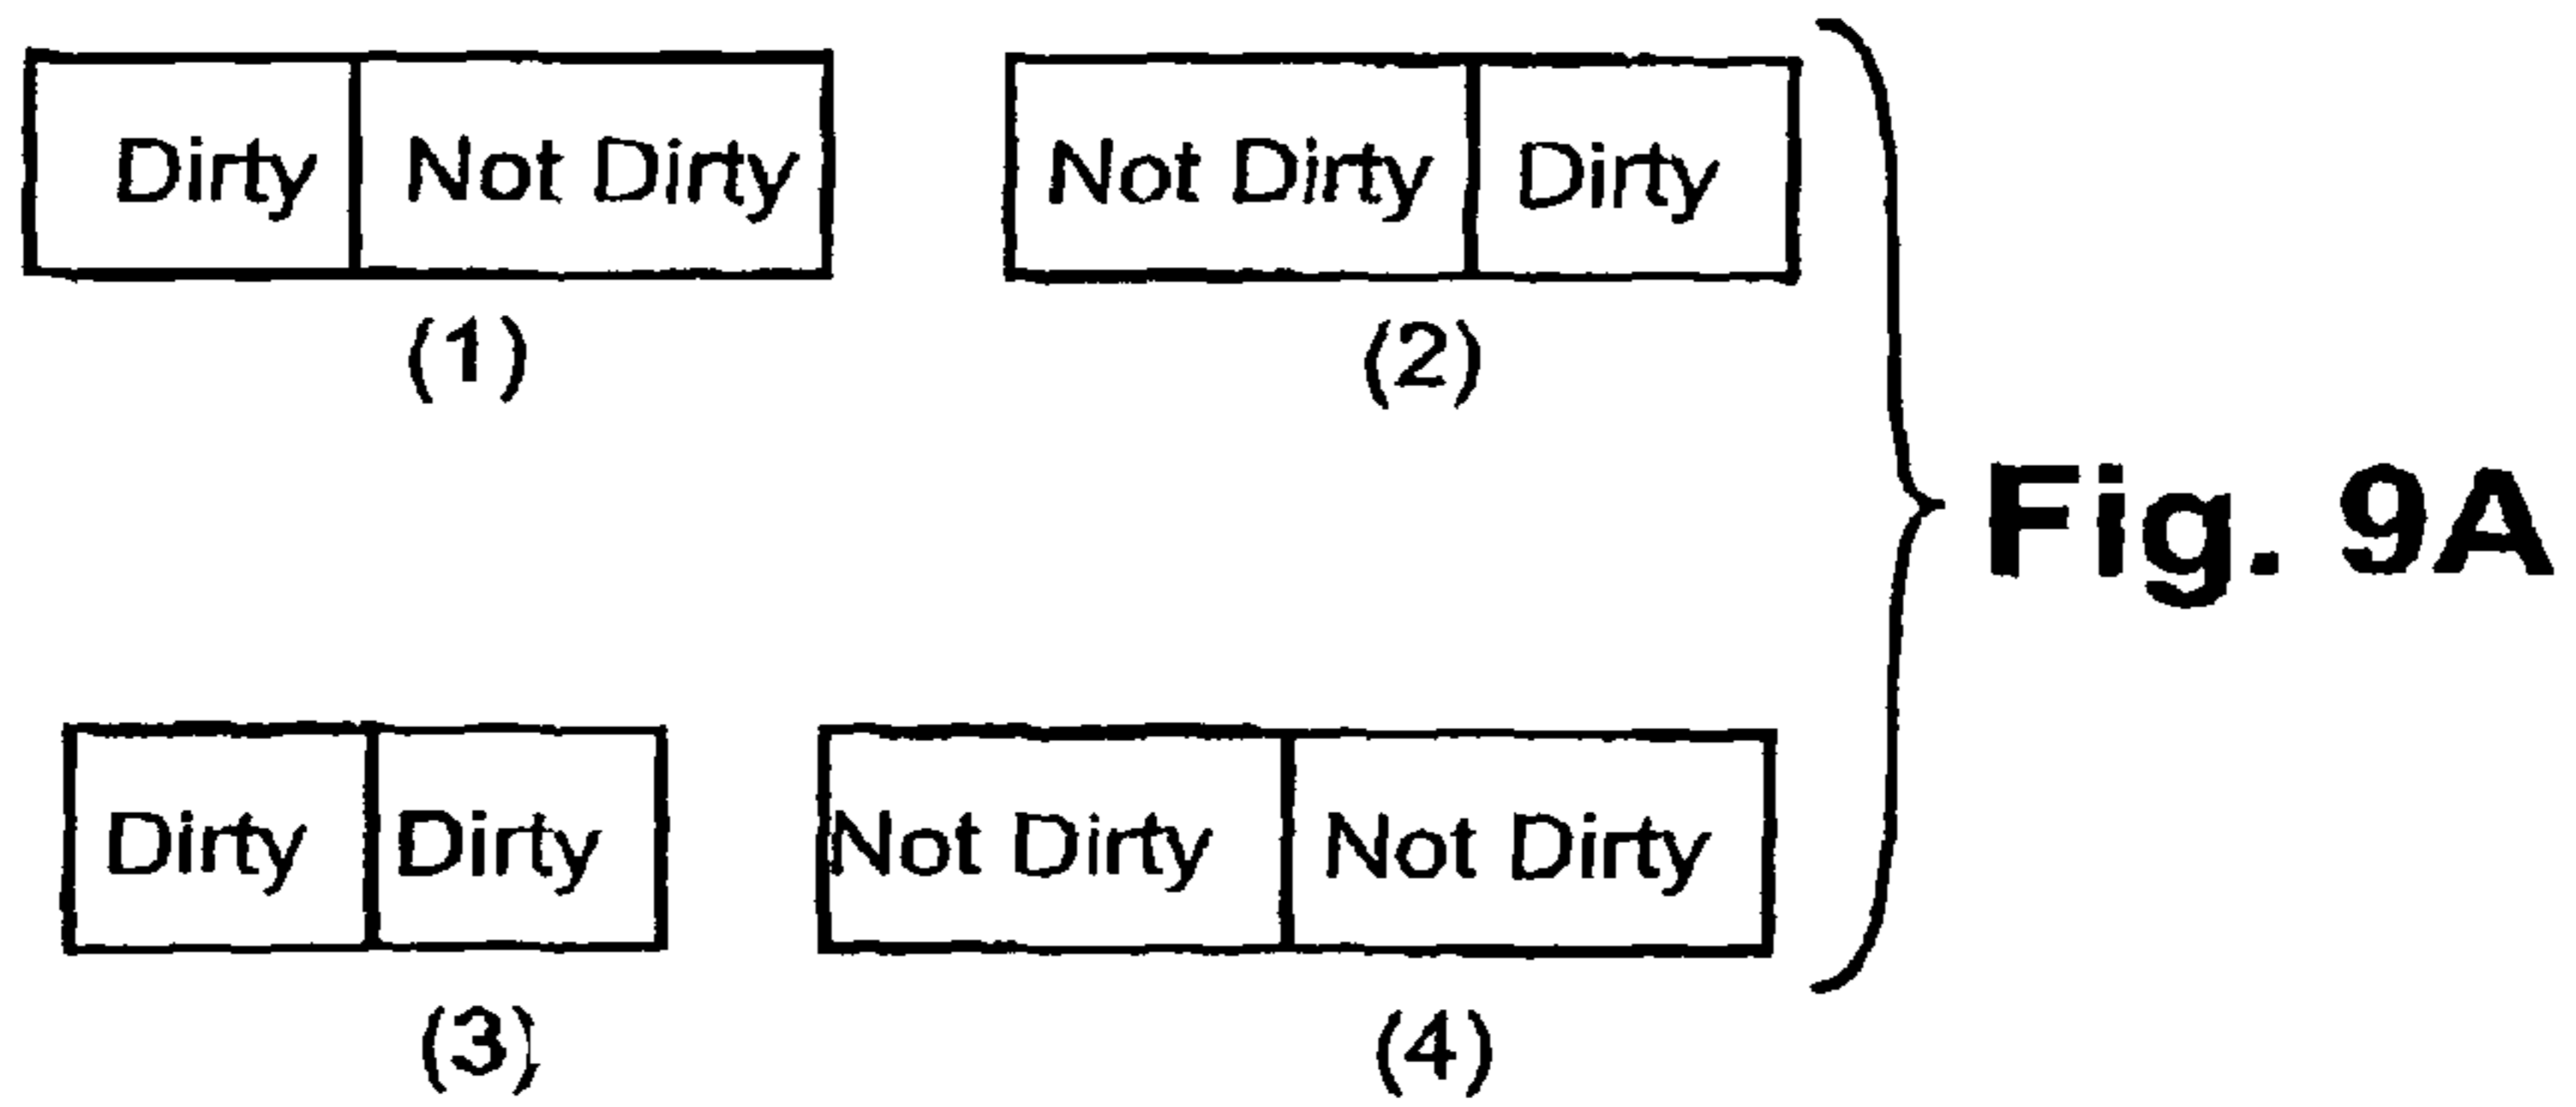 Dirty Not Dirty Not Dirty Dirty
(1) (2)
Fig. 9A
Dirty Dirty Not Dirty Not Dirty
(3) (4)